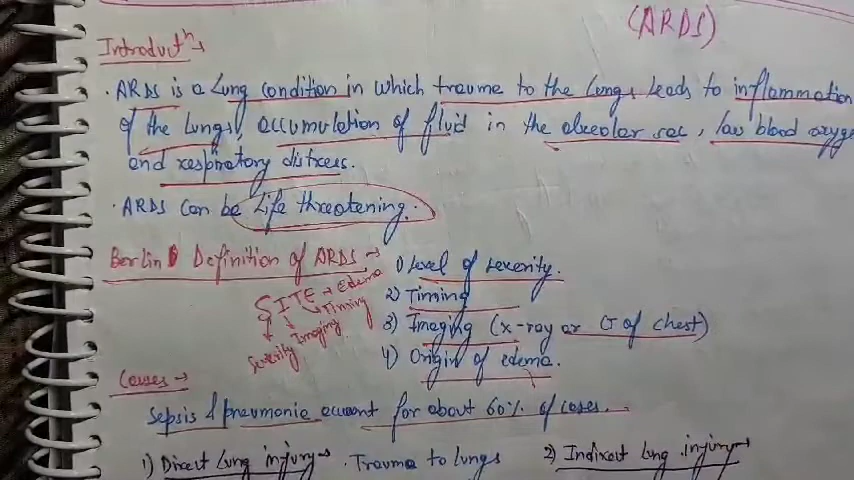 (ARDS)
Introductⁿ→
· ARDS is a Lung condition in which trauma to the lungs leads to inflammation
of the lungs, accumulation of fluid in the alveolar sac, low blood oxyge
and respiratory distress.
· ARDS can be life threatening.
Berlin Definition of ARDS → 1) Level of severity.
SITE → Edema
Timing
Imaging
Severity
2) Timing
3) Imaging (X-ray or CT of chest)
4) Origin of edema.
Causes →
Sepsis & pneumonia account for about 60% of cases.
1) Direct Lung injury → · Trauma to lungs
2) Indirect lung injury →